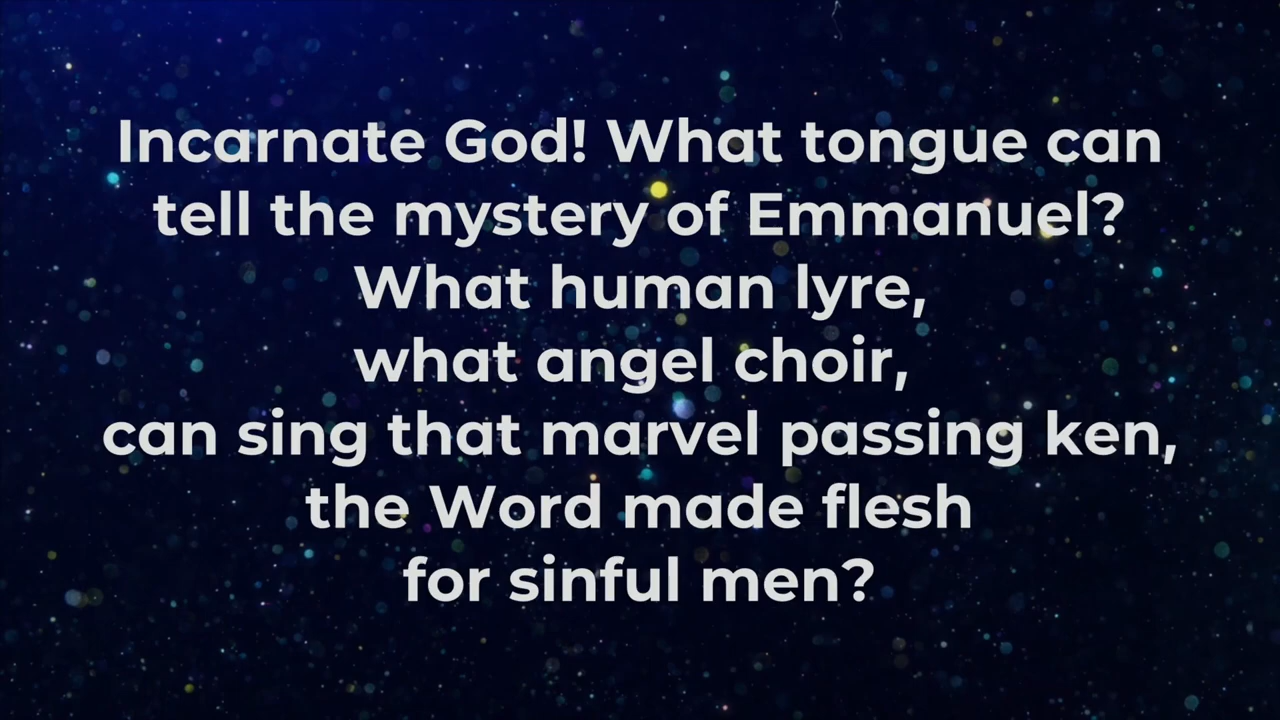 Incarnate God! What tongue can
tell the mystery of Emmanuel?
What human lyre,
what angel choir,
can sing that marvel passing ken,
the Word made flesh
for sinful men?